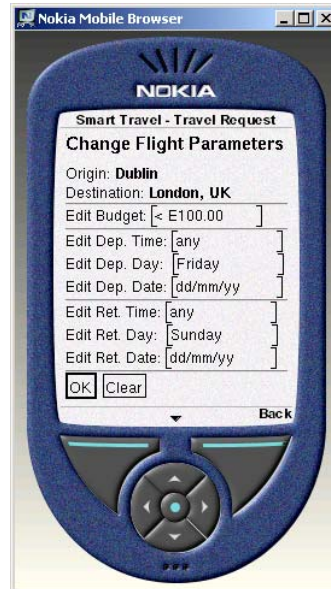 Nokia Mobile Browser
NOKIA
Smart Travel - Travel Request
Change Flight Parameters
Origin: Dublin
Destination: London, UK
Edit Budget: [< E100.00 ]
Edit Dep. Time: [any ]
Edit Dep. Day: [Friday ]
Edit Dep. Date: [dd/mm/yy ]
Edit Ret. Time: [any ]
Edit Ret. Day: [Sunday ]
Edit Ret. Date: [dd/mm/yy ]
OK Clear
Back